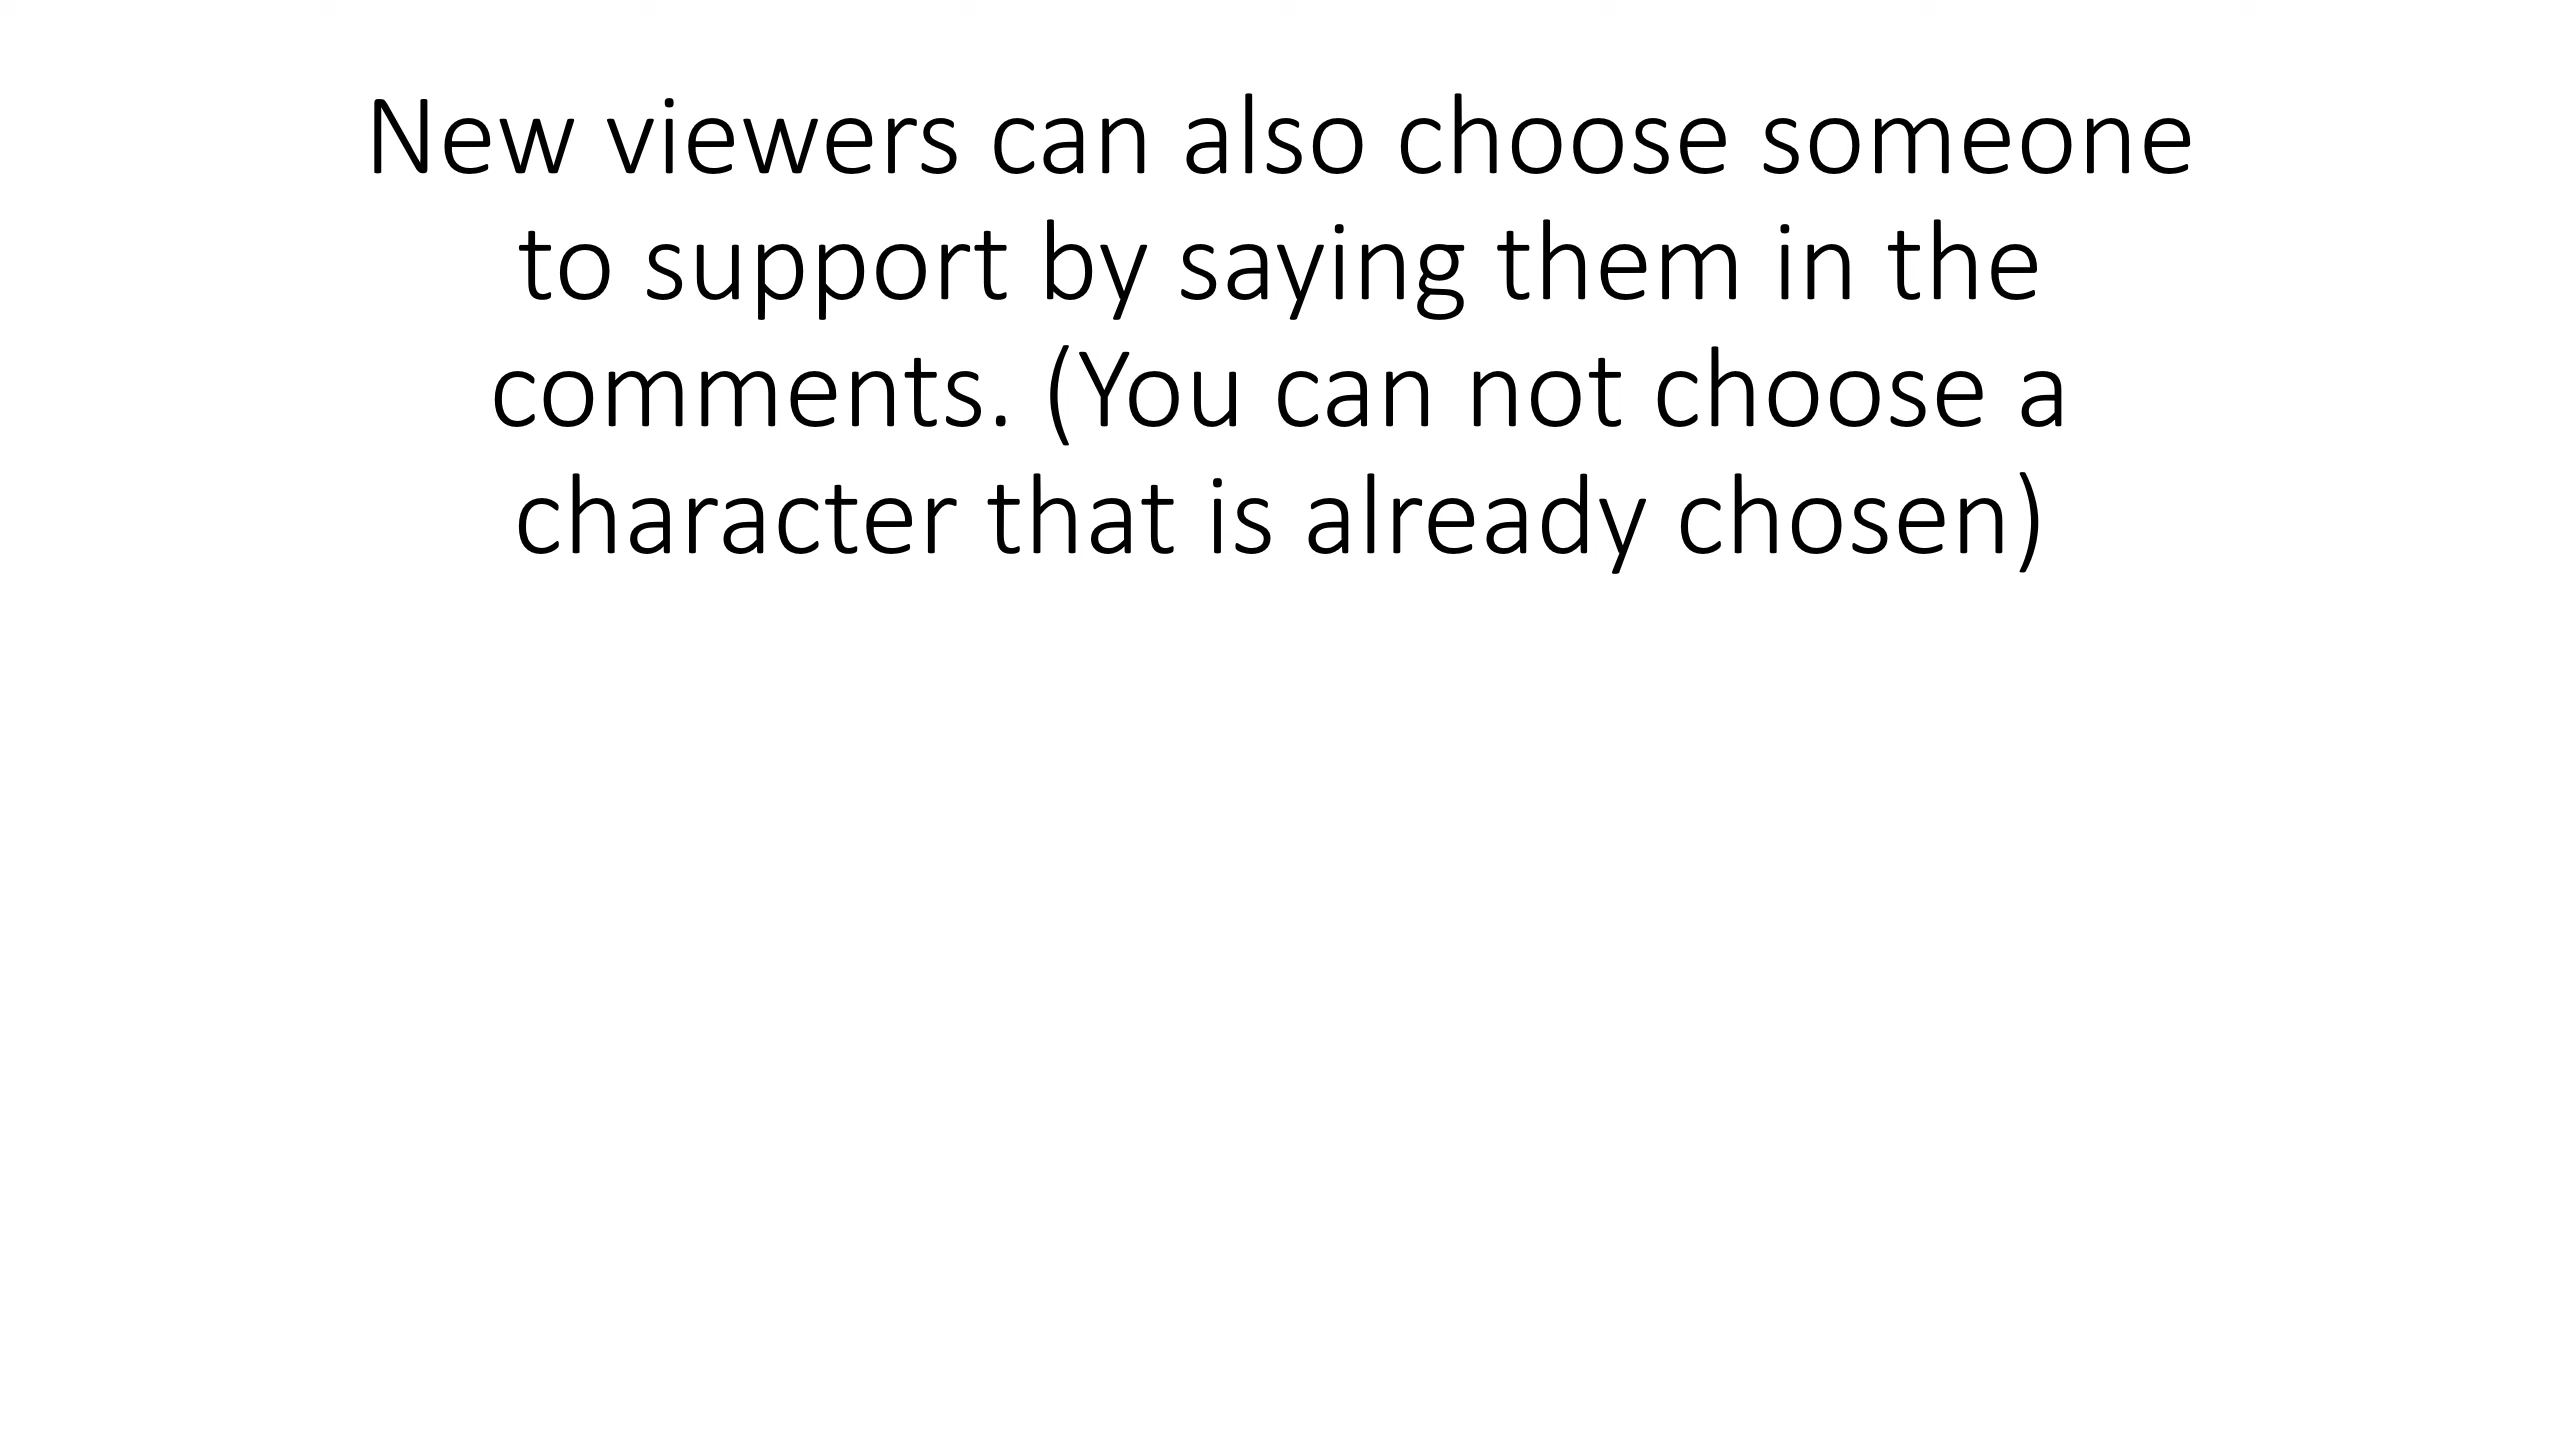 New viewers can also choose someone
to support by saying them in the
comments. (You can not choose a
character that is already chosen)